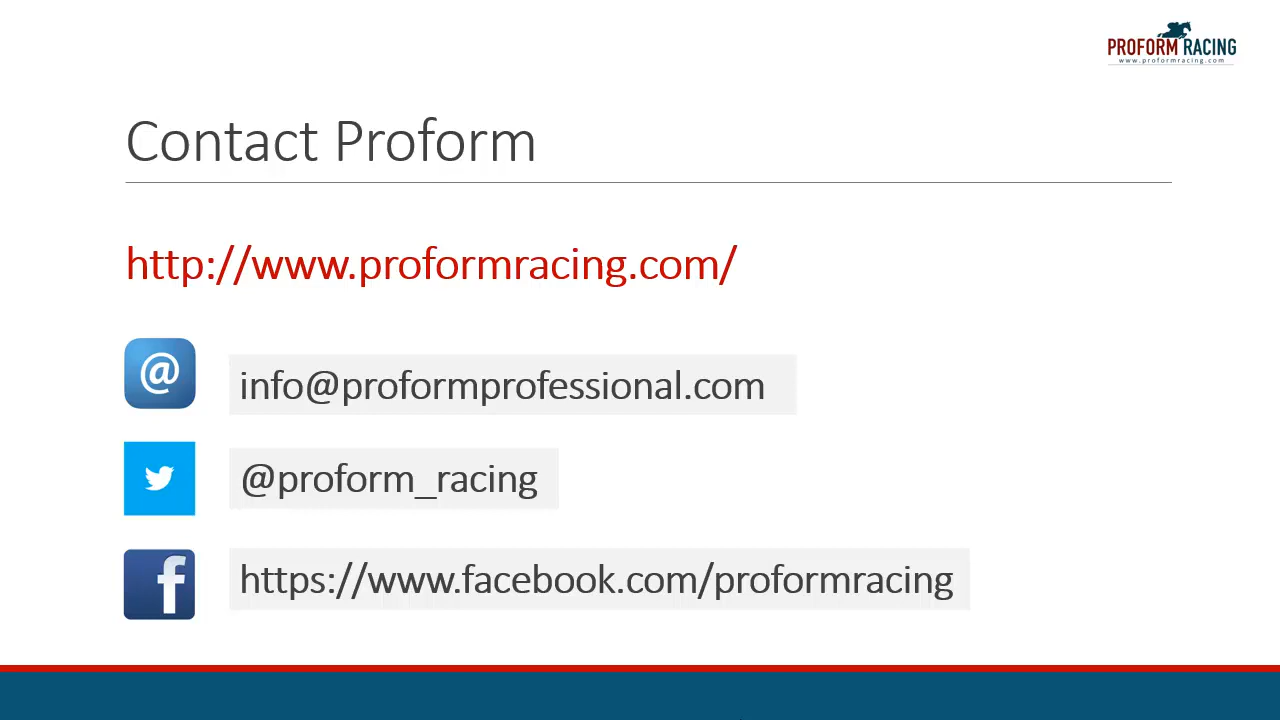 PROFORM RACING
www.proformracing.com
Contact Proform
http://www.proformracing.com/
@
info@proformprofessional.com
@proform_racing
f
https://www.facebook.com/proformracing